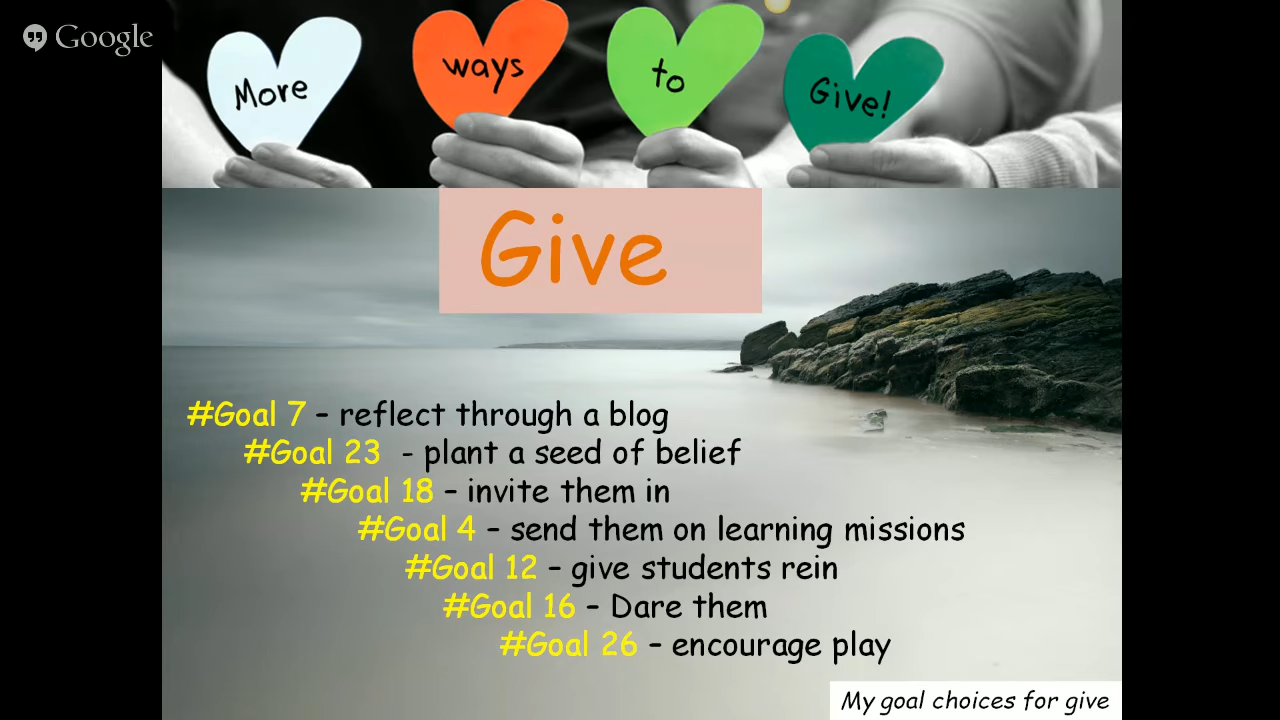 Google
More ways to Give!
Give
#Goal 7 – reflect through a blog
#Goal 23 - plant a seed of belief
#Goal 18 – invite them in
#Goal 4 – send them on learning missions
#Goal 12 – give students rein
#Goal 16 – Dare them
#Goal 26 – encourage play
My goal choices for give